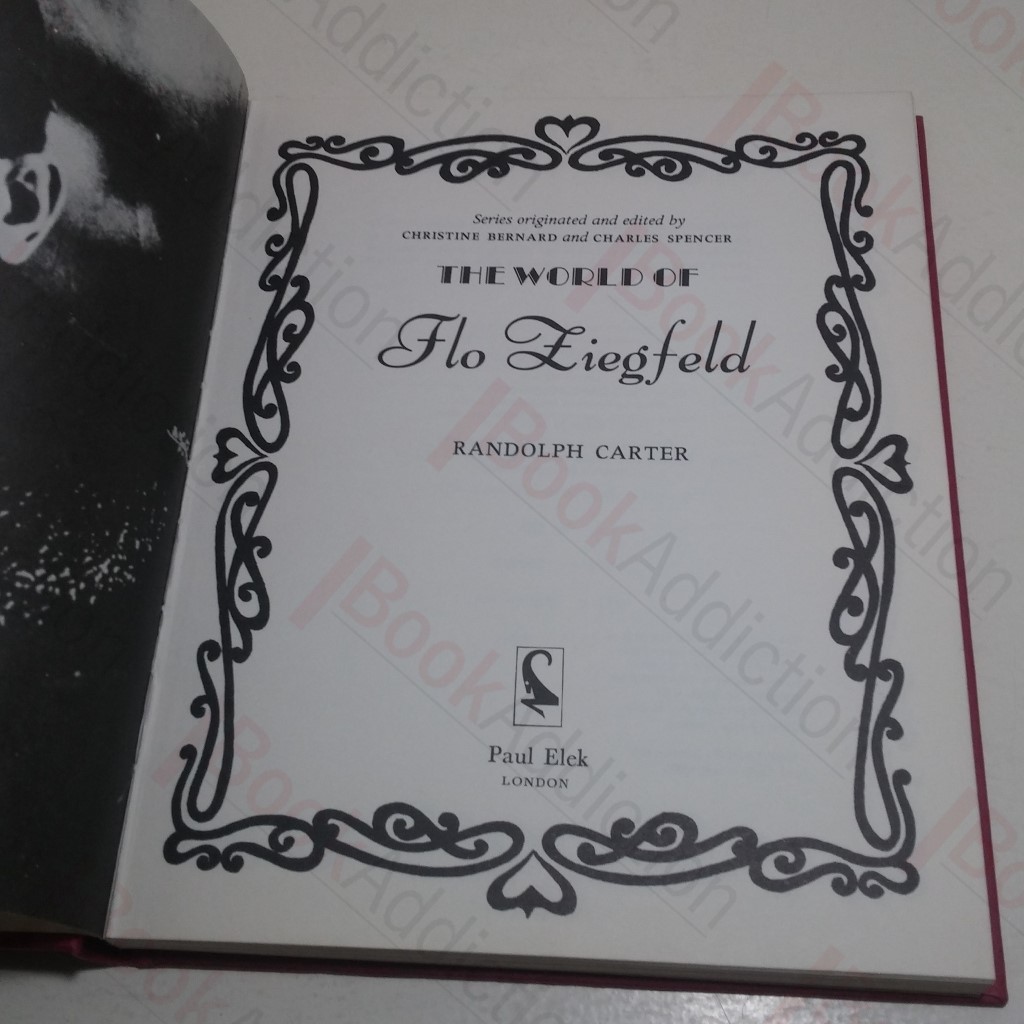 Series originated and edited by
CHRISTINE BERNARD and CHARLES SPENCER
THE WORLD OF
Flo Ziegfeld
RANDOLPH CARTER
Paul Elek
LONDON
BookAddiction